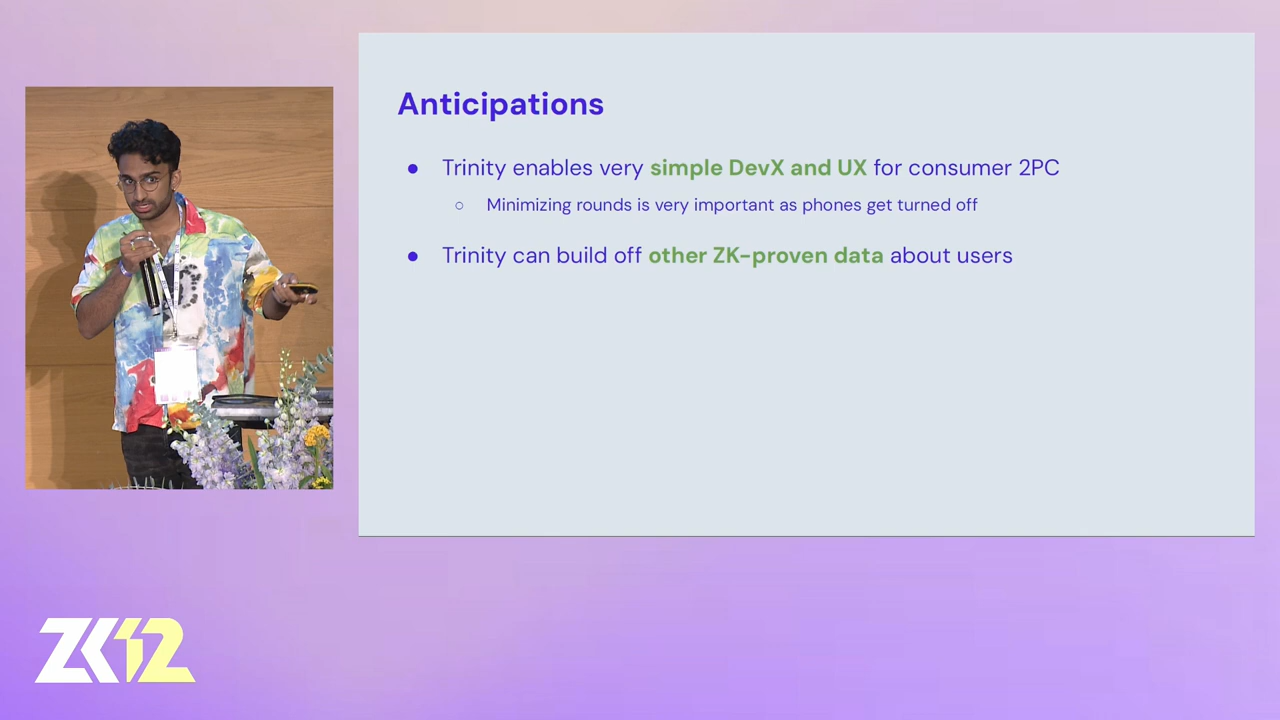 Anticipations
● Trinity enables very simple DevX and UX for consumer 2PC
○ Minimizing rounds is very important as phones get turned off
● Trinity can build off other ZK-proven data about users
ZK12